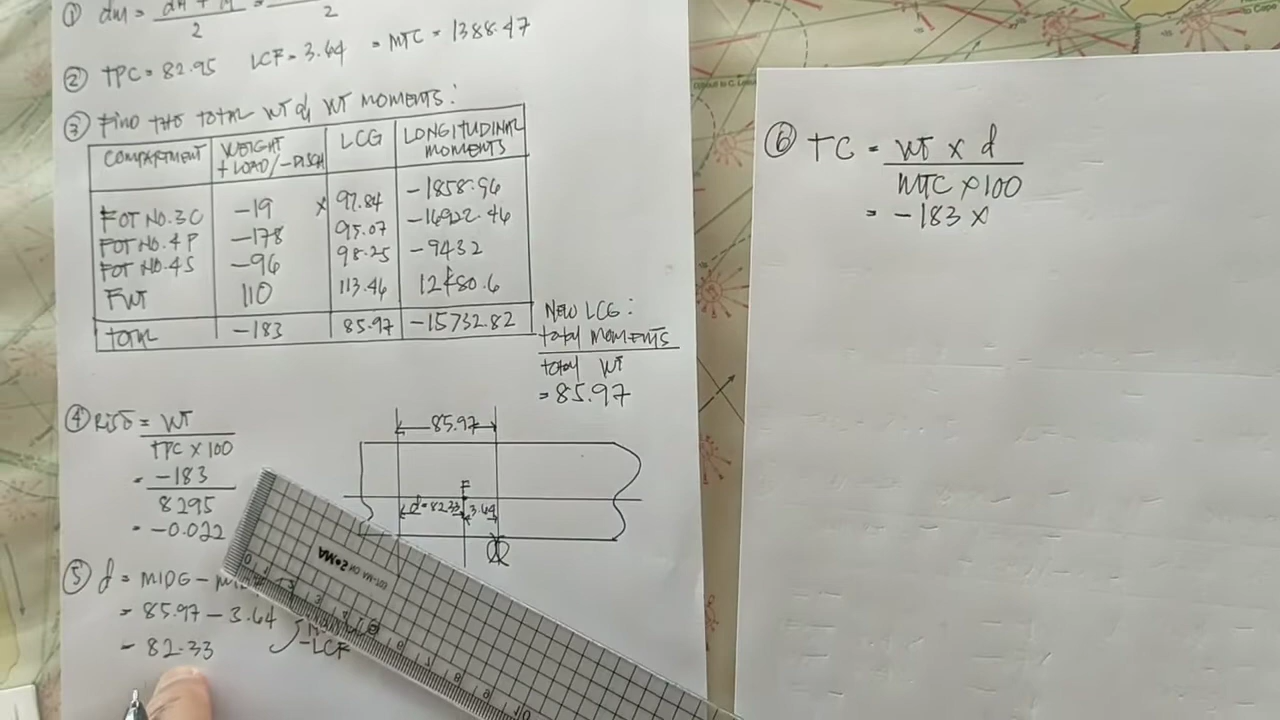 ① dm =
2
2
② TPC = 82.95 LCF = 3.64 = MTC = 1388.47
③ FIND THE TOTAL WT & WT MOMENTS:
COMPARTMENT WEIGHT LCG LONGITUDINAL
+LOAD/-DISCH MOMENTS
FOT NO.3C -19 x 97.84 -1858.96
FOT NO.4P -178 95.07 -16922.46
FOT NO.4S -96 98.25 -9432
FWT 110 113.46 12480.6
TOTAL -183 85.97 -15732.82
NEW LCG:
total MOMENTS
total WT
= 85.97
④ RISE = WT
TPC X 100
= -183
8295
= -0.022
85.97
F
d=82.33 3.64
⑤ d = MIDG -
= 85.97 - 3.64
-LCF
= 82.33
0
10
⑥ TC = WT x d
MTC X 100
= -183 X